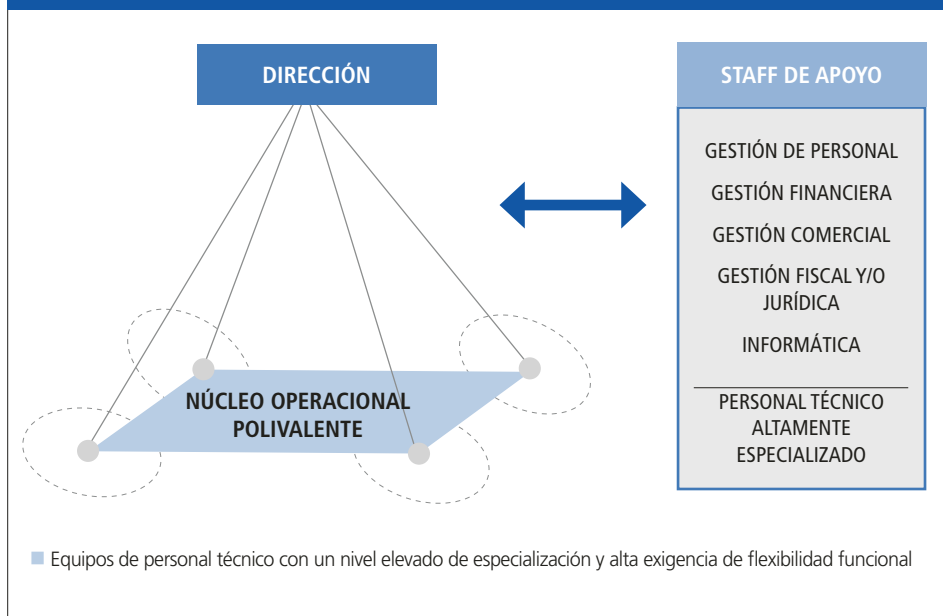 DIRECCIÓN
STAFF DE APOYO
GESTIÓN DE PERSONAL
GESTIÓN FINANCIERA
GESTIÓN COMERCIAL
GESTIÓN FISCAL Y/O
JURÍDICA
INFORMÁTICA
PERSONAL TÉCNICO
ALTAMENTE
ESPECIALIZADO
NÚCLEO OPERACIONAL
POLIVALENTE
Equipos de personal técnico con un nivel elevado de especialización y alta exigencia de flexibilidad funcional